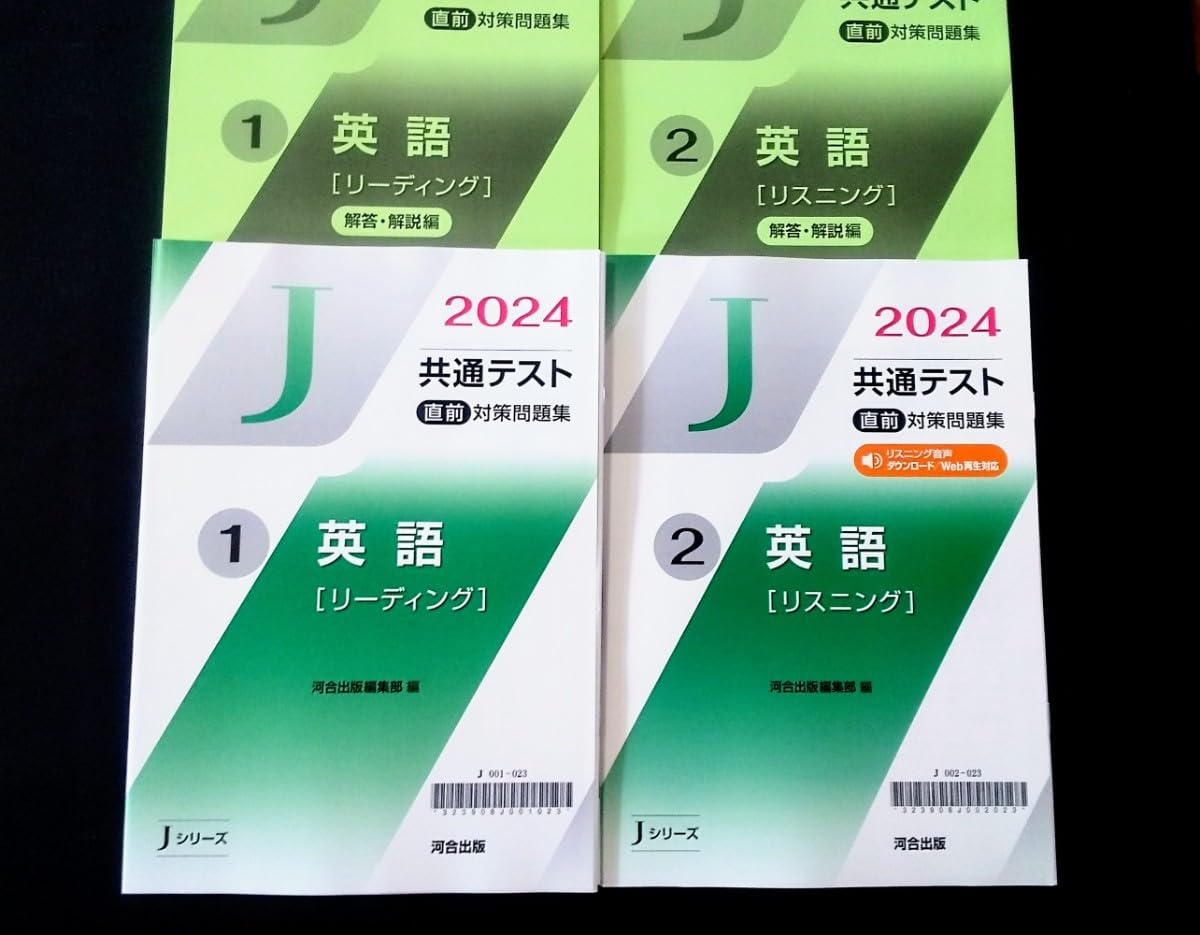 J
直前 対策問題集
1
英語
[リーディング]
解答・解説編
J
共通テスト
直前 対策問題集
2
英語
[リスニング]
解答・解説編
J
2024
共通テスト
直前 対策問題集
1
英語
[リーディング]
河合出版編集部 編
J 001-023
*323908J001023*
Jシリーズ
河合出版
J
2024
共通テスト
直前 対策問題集
リスニング音声
ダウンロード/Web再生対応
2
英語
[リスニング]
河合出版編集部 編
J 002-023
*323908J002023*
Jシリーズ
河合出版